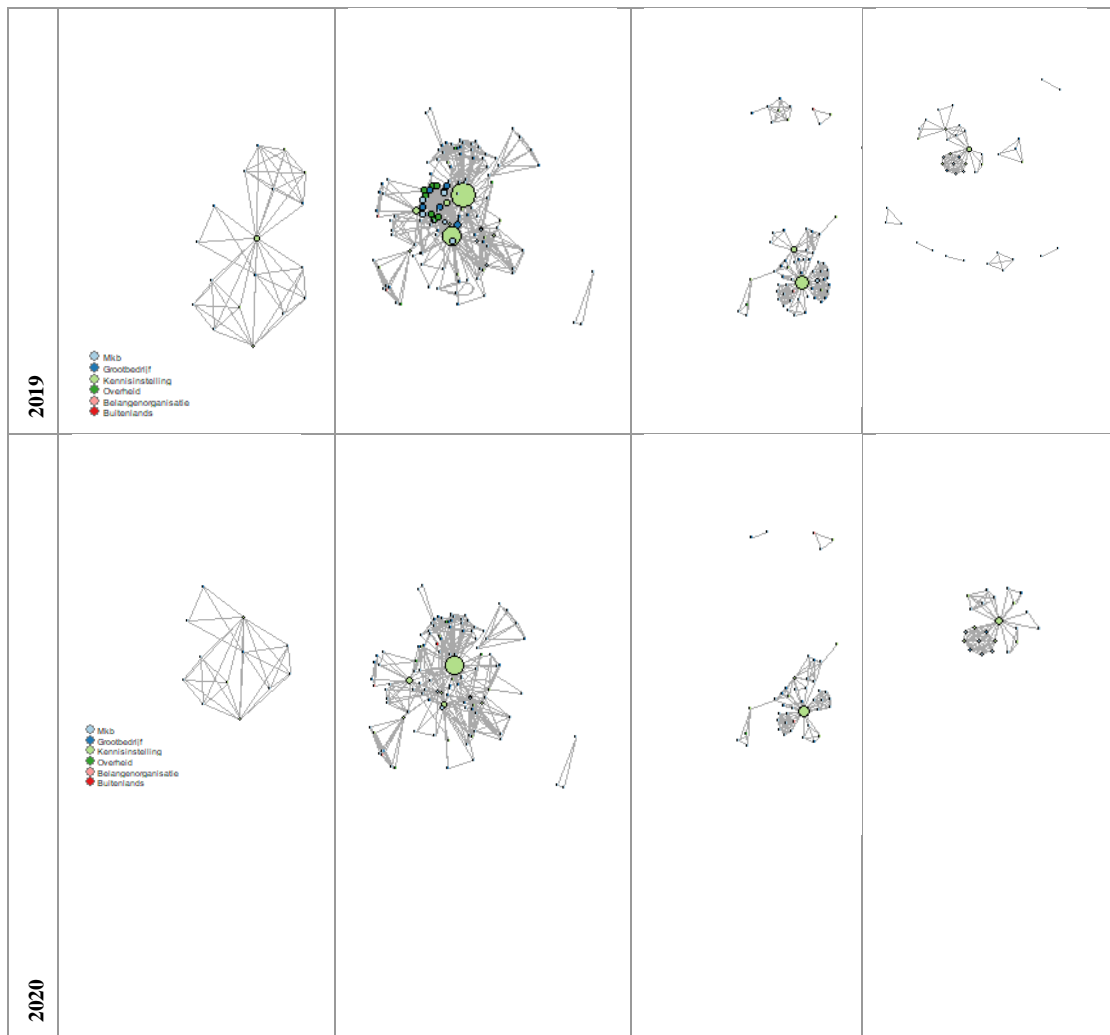 2019
Mkb
Grootbedrijf
Kennisinstelling
Overheid
Belangenorganisatie
Buitenlands
2020
Mkb
Grootbedrijf
Kennisinstelling
Overheid
Belangenorganisatie
Buitenlands